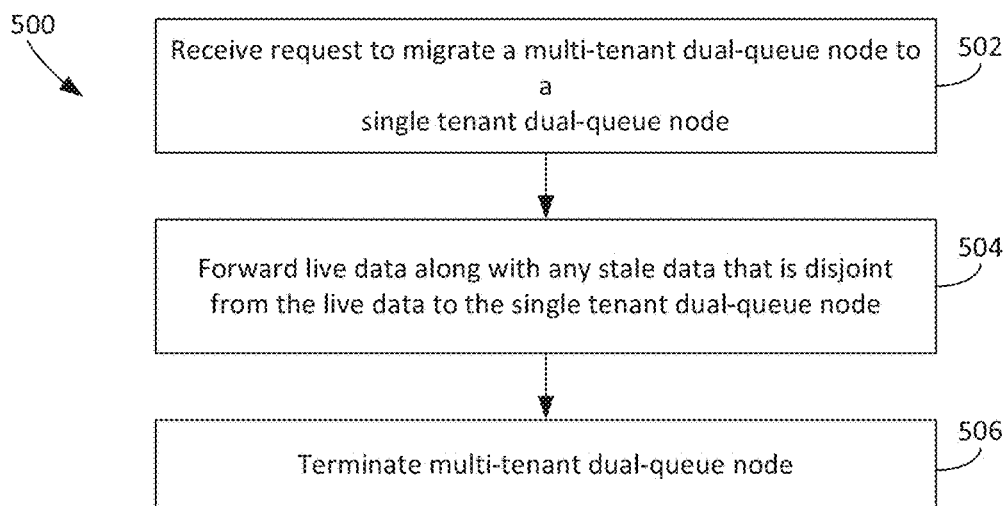 500
Receive request to migrate a multi-tenant dual-queue node to
a
single tenant dual-queue node
502
Forward live data along with any stale data that is disjoint
from the live data to the single tenant dual-queue node
504
Terminate multi-tenant dual-queue node
506